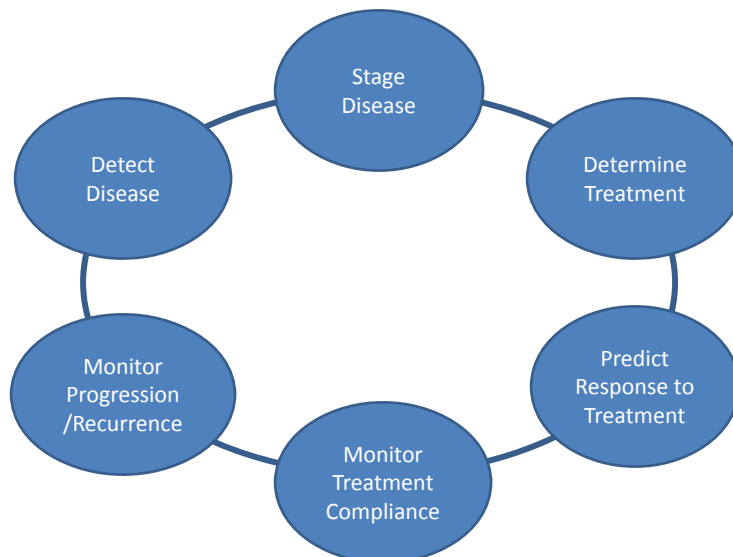 Stage
Disease
Detect
Disease
Determine
Treatment
Monitor
Progression
/Recurrence
Predict
Response to
Treatment
Monitor
Treatment
Compliance